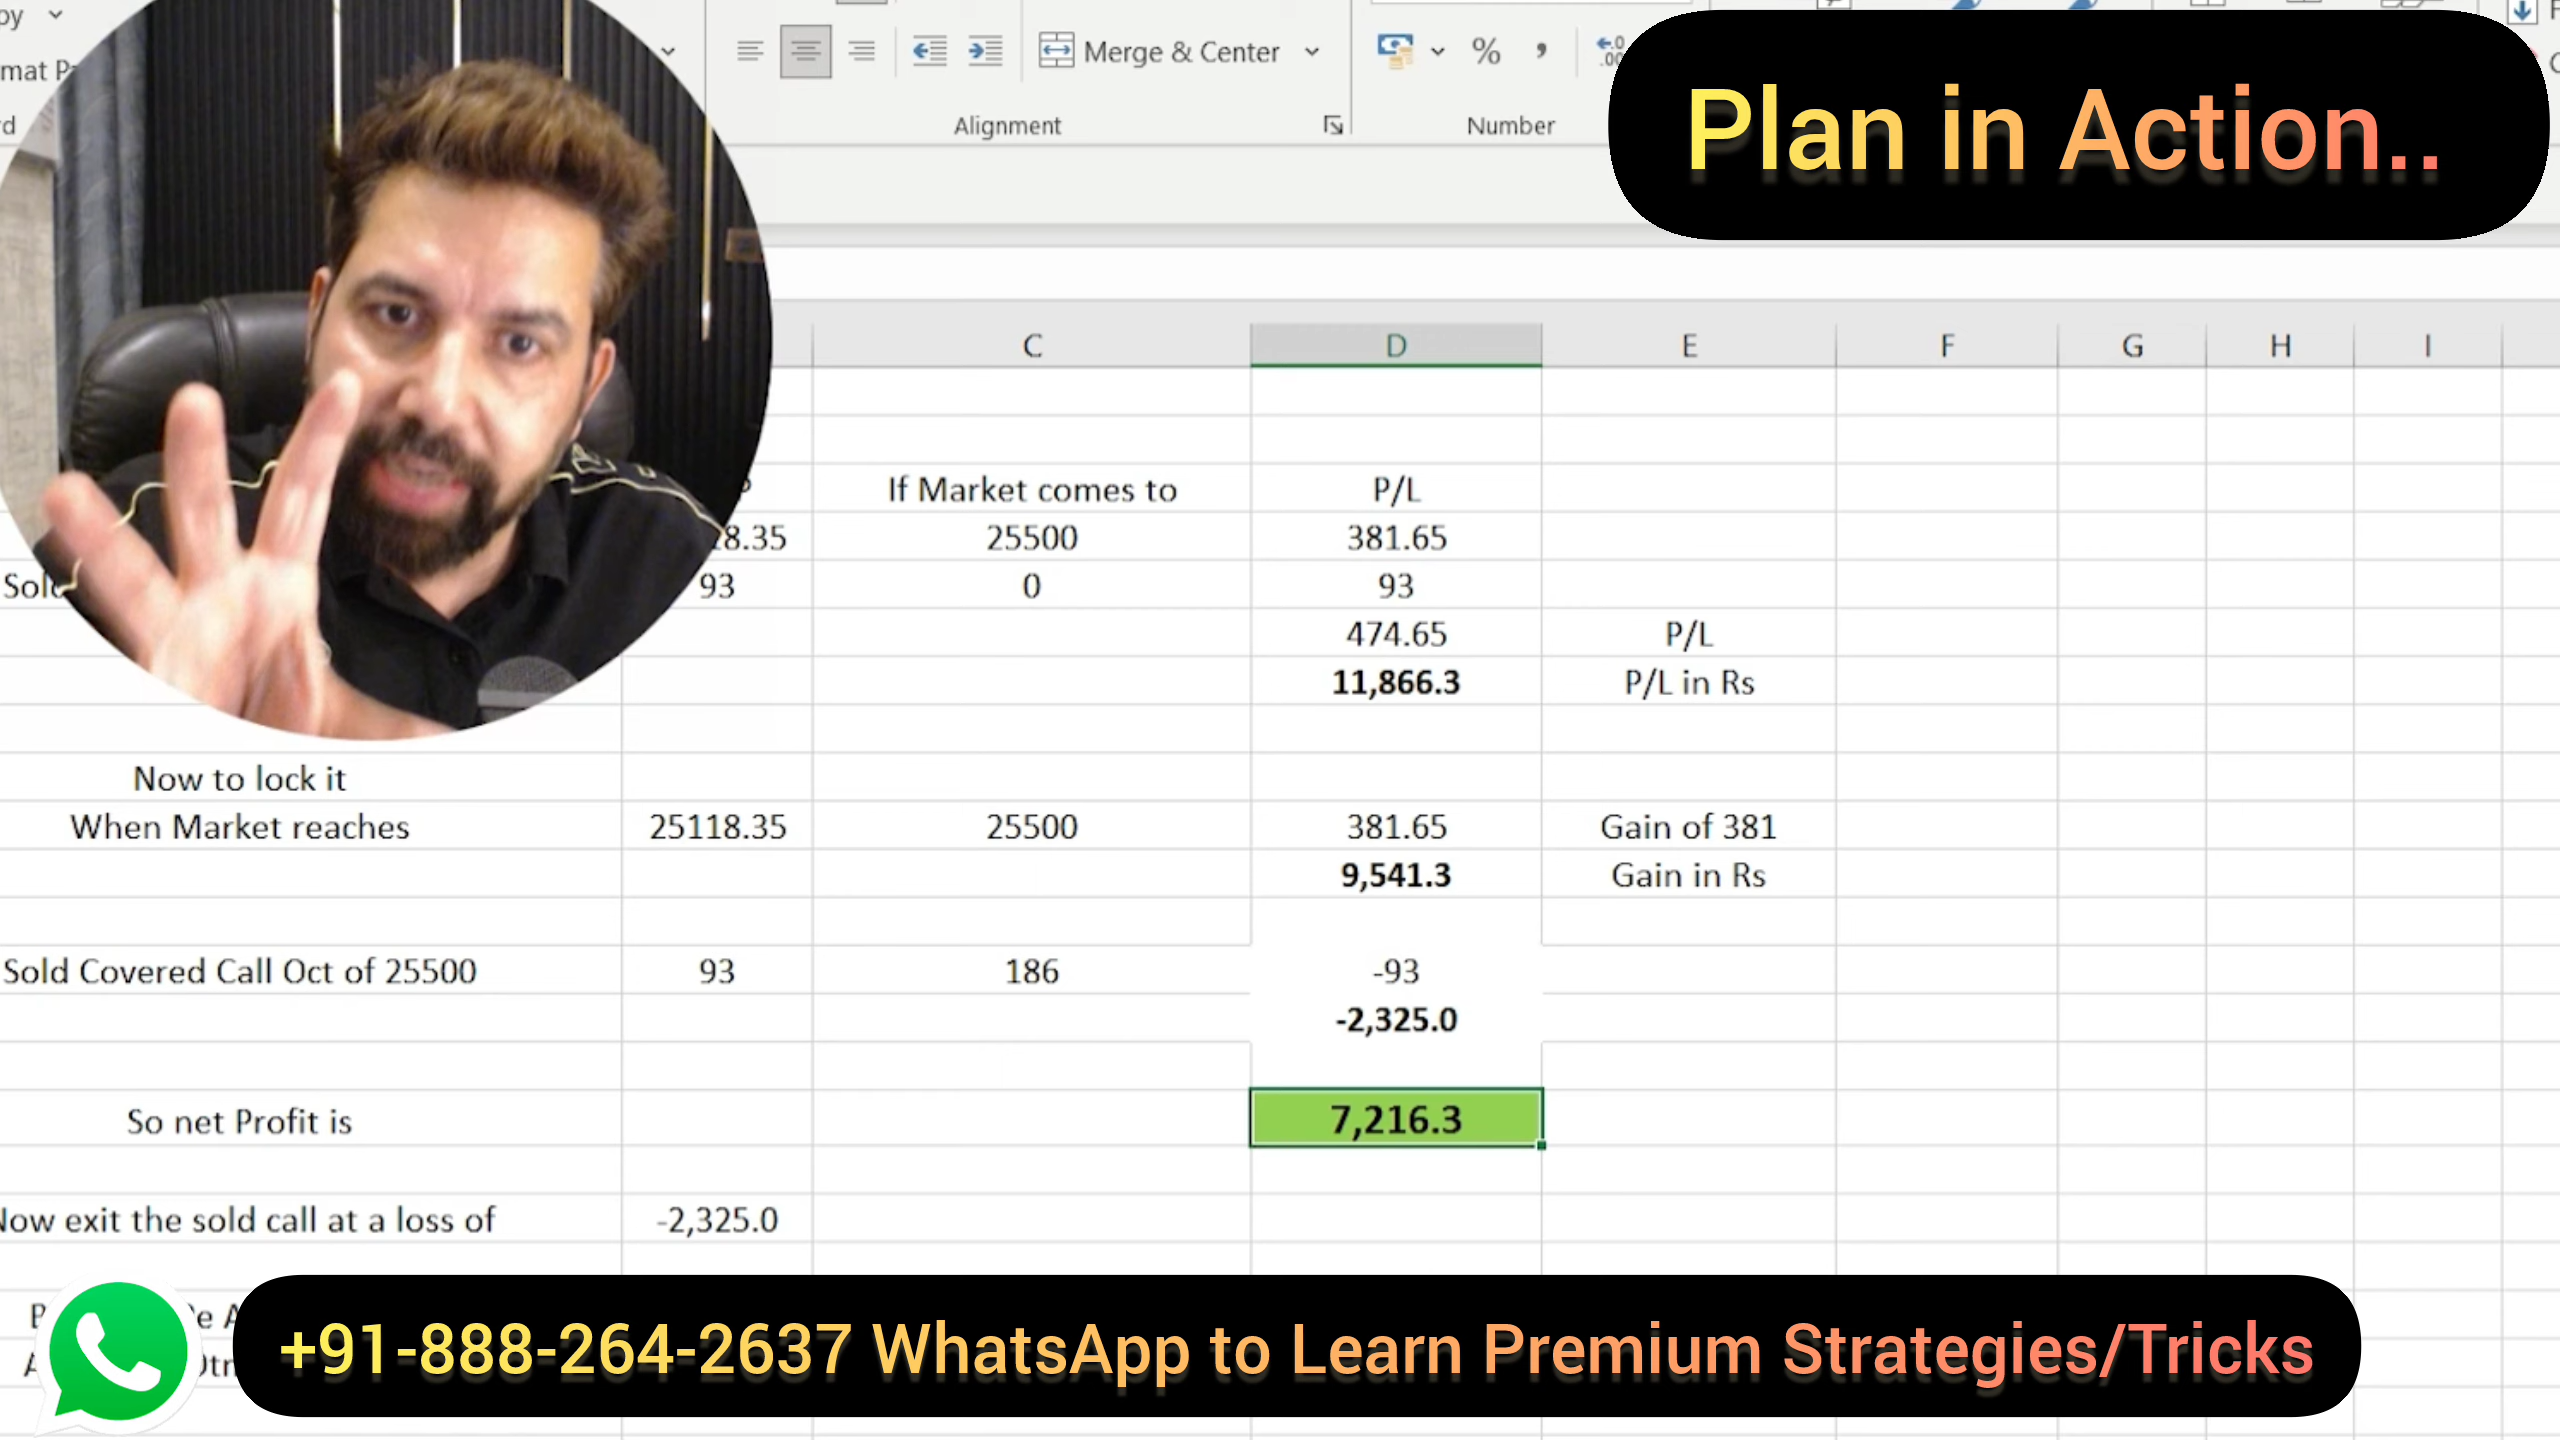 Merge & Center
%
Alignment
Number
Plan in Action..
C D E F G H I
If Market comes to P/L
25500 381.65
93 0 93
474.65 P/L
11,866.3 P/L in Rs
Now to lock it
When Market reaches 25118.35 25500 381.65 Gain of 381
9,541.3 Gain in Rs
Sold Covered Call Oct of 25500 93 186 -93
-2,325.0
So net Profit is 7,216.3
exit the sold call at a loss of -2,325.0
+91-888-264-2637 WhatsApp to Learn Premium Strategies/Tricks